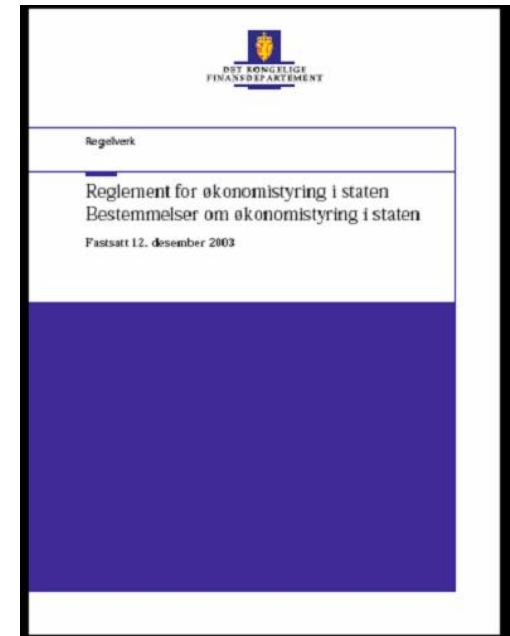 DET KONGELIGE
FINANSDEPARTEMENT
Regelverk
Reglement for økonomistyring i staten
Bestemmelser om økonomistyring i staten
Fastsatt 12. desember 2003